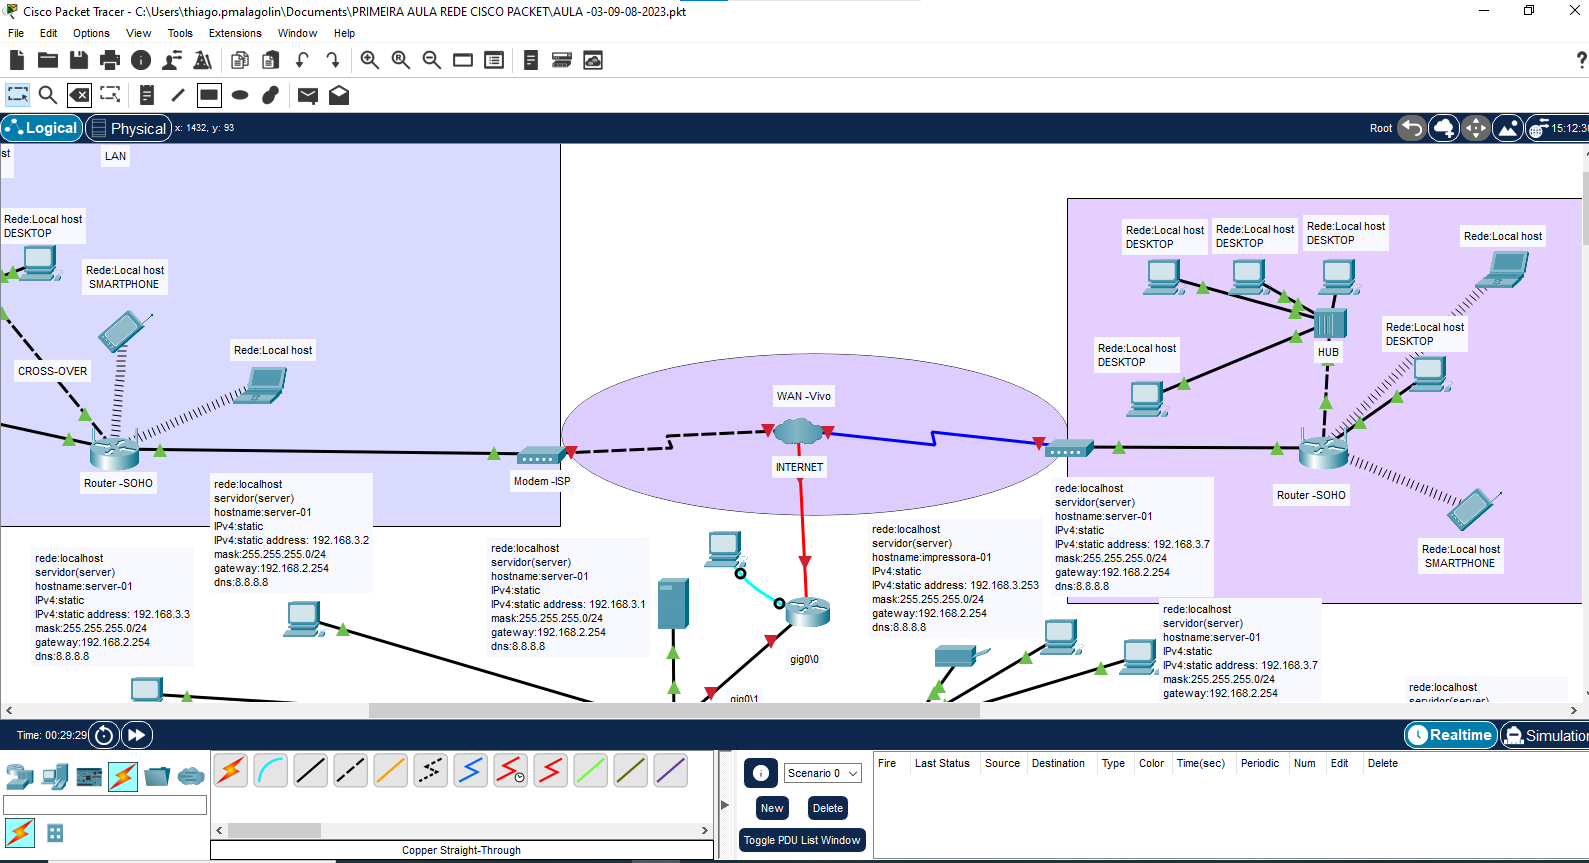 Cisco Packet Tracer - C:\Users\thiago.pmalagolin\Documents\PRIMEIRA AULA REDE CISCO PACKET\AULA -03-09-08-2023.pkt
File Edit Options View Tools Extensions Window Help
?
Logical Physical x: 1432, y: 93 Root 15:12:30
st
LAN
Rede:Local host
DESKTOP
Rede:Local host
SMARTPHONE
CROSS-OVER
Rede:Local host
Router -SOHO
Modem -ISP
WAN -Vivo
INTERNET
Rede:Local host
DESKTOP
Rede:Local host
DESKTOP
Rede:Local host
DESKTOP
Rede:Local host
Rede:Local host
DESKTOP
HUB
Rede:Local host
DESKTOP
Router -SOHO
Rede:Local host
SMARTPHONE
rede:localhost
servidor(server)
hostname:server-01
IPv4:static
IPv4:static address: 192.168.3.2
mask:255.255.255.0/24
gateway:192.168.2.254
dns:8.8.8.8
rede:localhost
servidor(server)
hostname:server-01
IPv4:static
IPv4:static address: 192.168.3.3
mask:255.255.255.0/24
gateway:192.168.2.254
dns:8.8.8.8
rede:localhost
servidor(server)
hostname:server-01
IPv4:static
IPv4:static address: 192.168.3.1
mask:255.255.255.0/24
gateway:192.168.2.254
dns:8.8.8.8
rede:localhost
servidor(server)
hostname:impressora-01
IPv4:static
IPv4:static address: 192.168.3.253
mask:255.255.255.0/24
gateway:192.168.2.254
dns:8.8.8.8
rede:localhost
servidor(server)
hostname:server-01
IPv4:static
IPv4:static address: 192.168.3.7
mask:255.255.255.0/24
gateway:192.168.2.254
dns:8.8.8.8
rede:localhost
servidor(server)
hostname:server-01
IPv4:static
IPv4:static address: 192.168.3.7
mask:255.255.255.0/24
gateway:192.168.2.254
rede:localhost
servidor(server)
gig0\0
gig0\1
Time: 00:29:29
Realtime Simulation
Copper Straight-Through
Scenario 0
New Delete
Toggle PDU List Window
Fire Last Status Source Destination Type Color Time(sec) Periodic Num Edit Delete